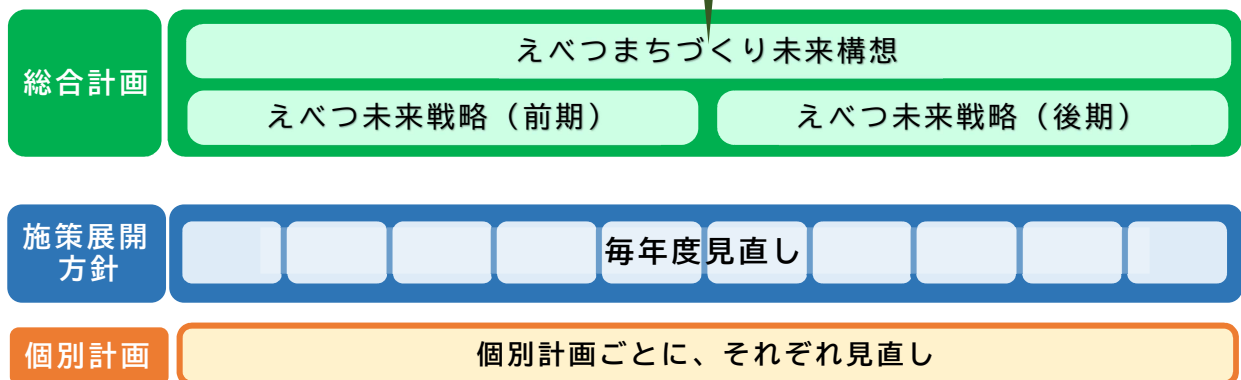 総合計画
えべつまちづくり未来構想
えべつ未来戦略（前期）
えべつ未来戦略（後期）
施策展開
方針
毎年度見直し
個別計画
個別計画ごとに、それぞれ見直し